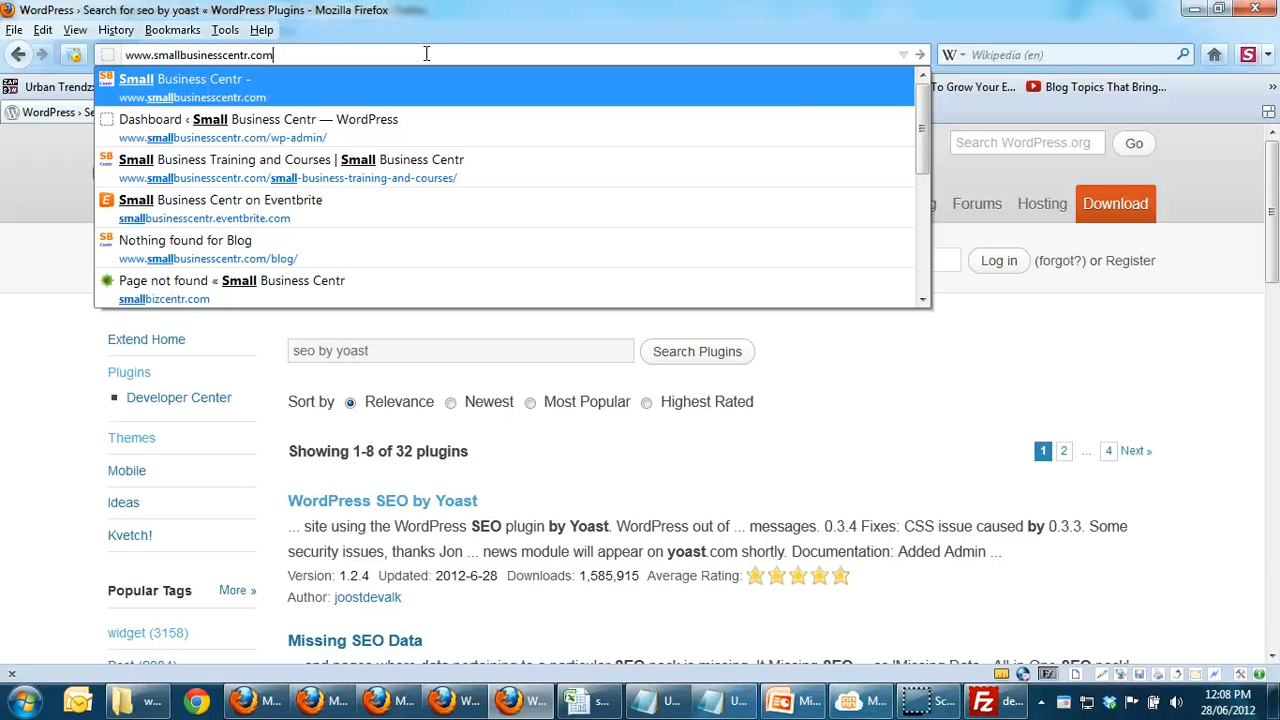 WordPress › Search for seo by yoast « WordPress Plugins - Mozilla Firefox
File Edit View History Bookmarks Tools Help
www.smallbusinesscentr.com
W Wikipedia (en)
Urban Trendz
To Grow Your E...
Blog Topics That Bring...
WordPress › Se
SB Centr Small Business Centr -
www.smallbusinesscentr.com
Dashboard ‹ Small Business Centr — WordPress
www.smallbusinesscentr.com/wp-admin/
SB Centr Small Business Training and Courses | Small Business Centr
www.smallbusinesscentr.com/small-business-training-and-courses/
Small Business Centr on Eventbrite
smallbusinesscentr.eventbrite.com
SB Centr Nothing found for Blog
www.smallbusinesscentr.com/blog/
Page not found « Small Business Centr
smallbizcentr.com
Search WordPress.org Go
g Forums Hosting Download
Log in (forgot?) or Register
Extend Home
Plugins
Developer Center
Themes
Mobile
Ideas
Kvetch!
Popular Tags More »
widget (3158)
seo by yoast Search Plugins
Sort by Relevance Newest Most Popular Highest Rated
Showing 1-8 of 32 plugins 1 2 ... 4 Next »
WordPress SEO by Yoast
... site using the WordPress SEO plugin by Yoast. WordPress out of ... messages. 0.3.4 Fixes: CSS issue caused by 0.3.3. Some
security issues, thanks Jon ... news module will appear on yoast.com shortly. Documentation: Added Admin ...
Version: 1.2.4 Updated: 2012-6-28 Downloads: 1,585,915 Average Rating:
Author: joostdevalk
Missing SEO Data
w... M... M... M... W... W... s... U... U... Mi... M... Sc... de...
12:08 PM
28/06/2012